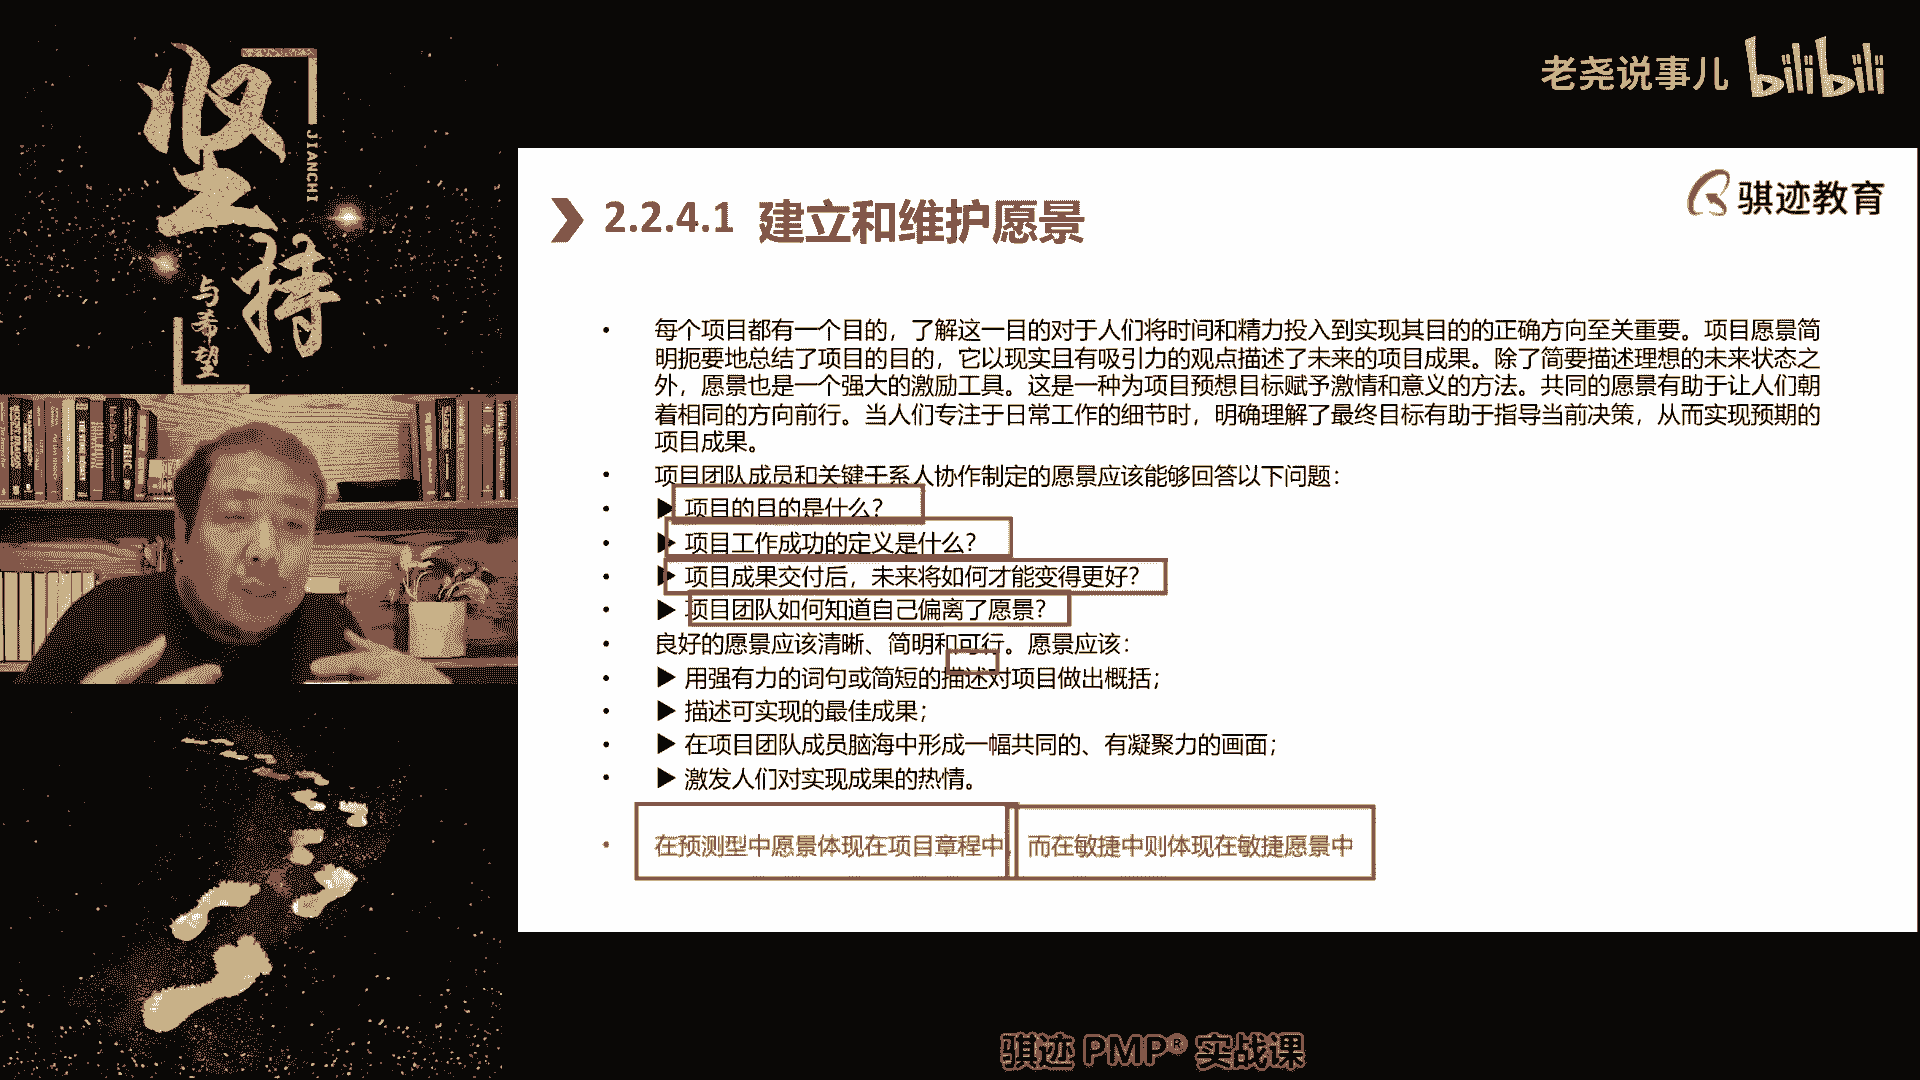 坚持
JIANCHI
与希望
老尧说事儿 bilibili
骐迹教育
2.2.4.1 建立和维护愿景
• 每个项目都有一个目的，了解这一目的对于人们将时间和精力投入到实现其目的的正确方向至关重要。项目愿景简
明扼要地总结了项目的目的，它以现实且有吸引力的观点描述了未来的项目成果。除了简要描述理想的未来状态之
外，愿景也是一个强大的激励工具。这是一种为项目预想目标赋予激情和意义的方法。共同的愿景有助于让人们朝
着相同的方向前行。当人们专注于日常工作的细节时，明确理解了最终目标有助于指导当前决策，从而实现预期的
项目成果。
• 项目团队成员和关键干系人协作制定的愿景应该能够回答以下问题：
• ▶ 项目的目的是什么？
• ▶ 项目工作成功的定义是什么？
• ▶ 项目成果交付后，未来将如何才能变得更好？
• ▶ 项目团队如何知道自己偏离了愿景？
• 良好的愿景应该清晰、简明和可行。愿景应该：
• ▶ 用强有力的词句或简短的描述对项目做出概括；
• ▶ 描述可实现的最佳成果；
• ▶ 在项目团队成员脑海中形成一幅共同的、有凝聚力的画面；
• ▶ 激发人们对实现成果的热情。
• 在预测型中愿景体现在项目章程中，而在敏捷中则体现在敏捷愿景中
骐迹 PMP® 实战课